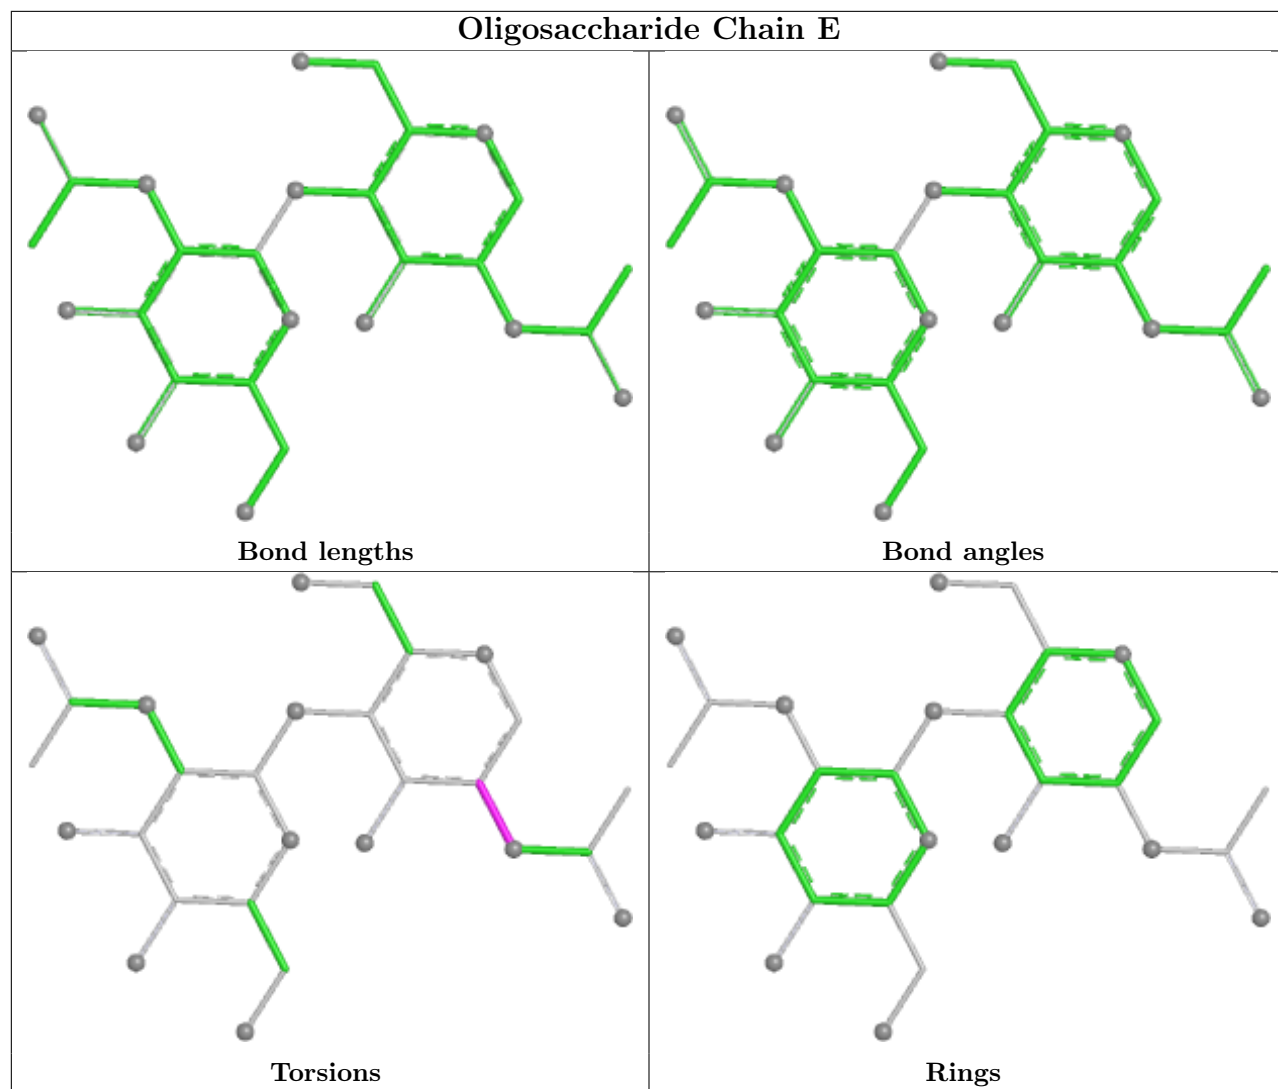 Oligosaccharide Chain E
Bond lengths
Bond angles
Torsions
Rings